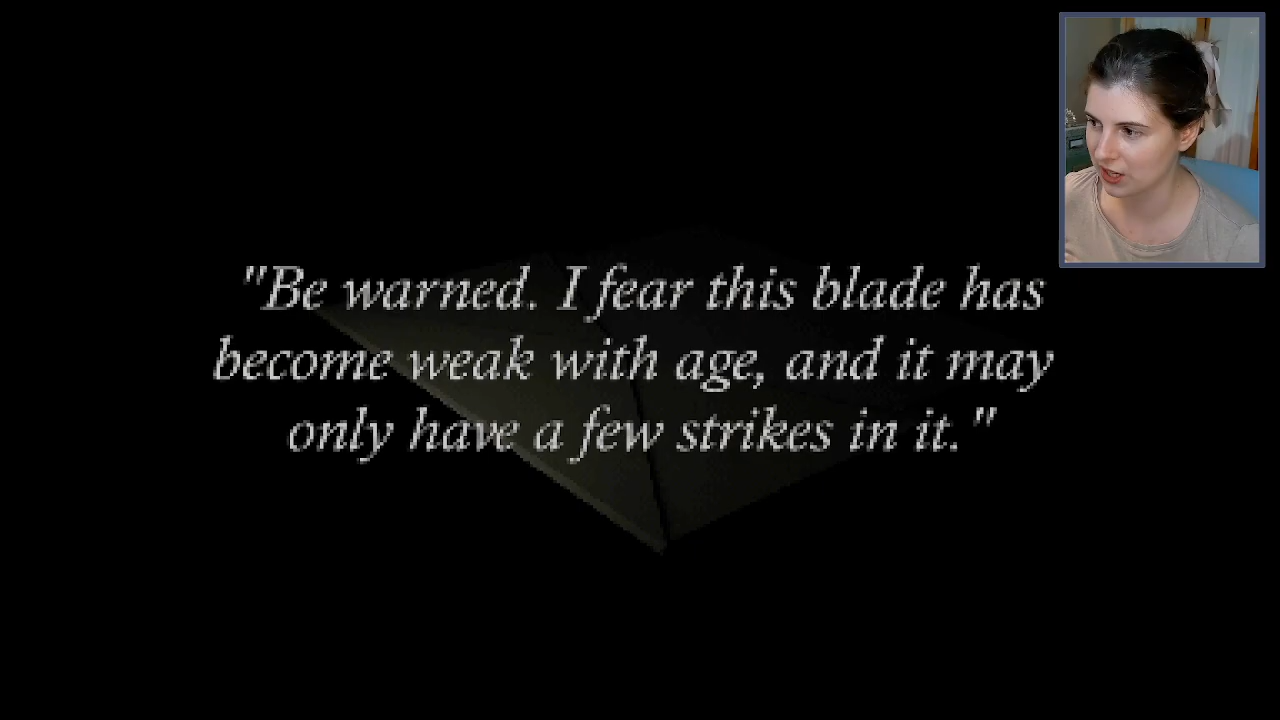 "Be warned. I fear this blade has
become weak with age, and it may
only have a few strikes in it."